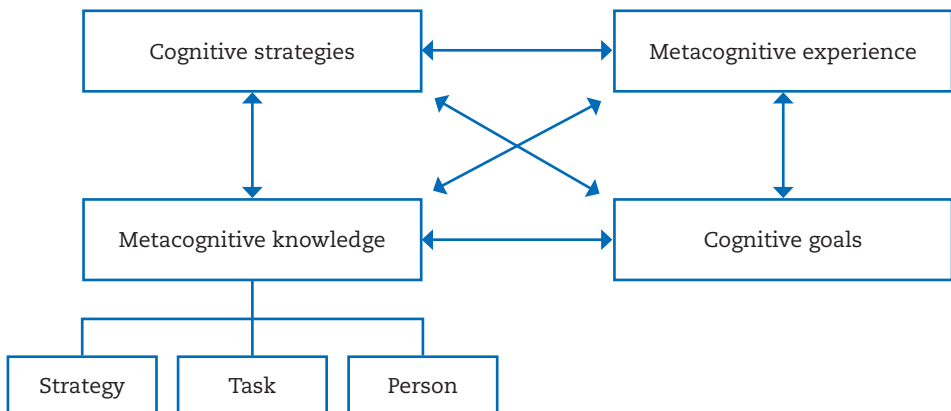 Cognitive strategies
Metacognitive experience
Metacognitive knowledge
Cognitive goals
Strategy
Task
Person